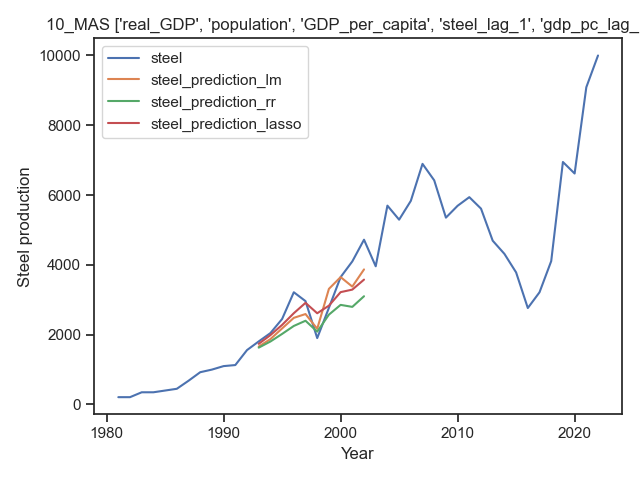 10_MAS ['real_GDP', 'population', 'GDP_per_capita', 'steel_lag_1', 'gdp_pc_lag_
steel
steel_prediction_lm
steel_prediction_rr
steel_prediction_lasso
10000
8000
6000
4000
2000
0
Steel production
1980
1990
2000
2010
2020
Year